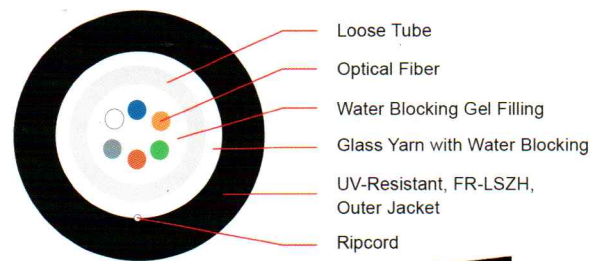 Loose Tube
Optical Fiber
Water Blocking Gel Filling
Glass Yarn with Water Blocking
UV-Resistant, FR-LSZH,
Outer Jacket
Ripcord